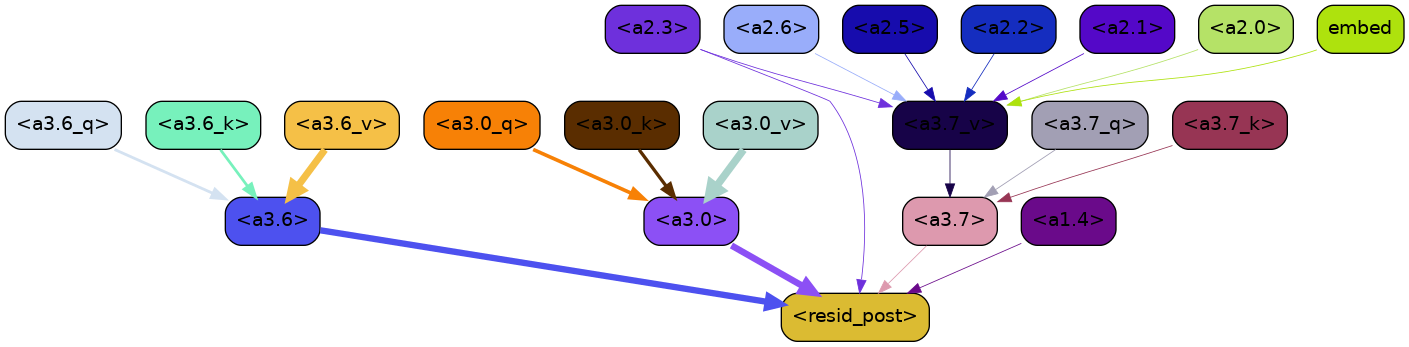 <a2.3> <a2.6> <a2.5> <a2.2> <a2.1> <a2.0> embed
<a3.6_q> <a3.6_k> <a3.6_v> <a3.0_q> <a3.0_k> <a3.0_v> <a3.7_v> <a3.7_q> <a3.7_k>
<a3.6> <a3.0> <a3.7> <a1.4>
<resid_post>